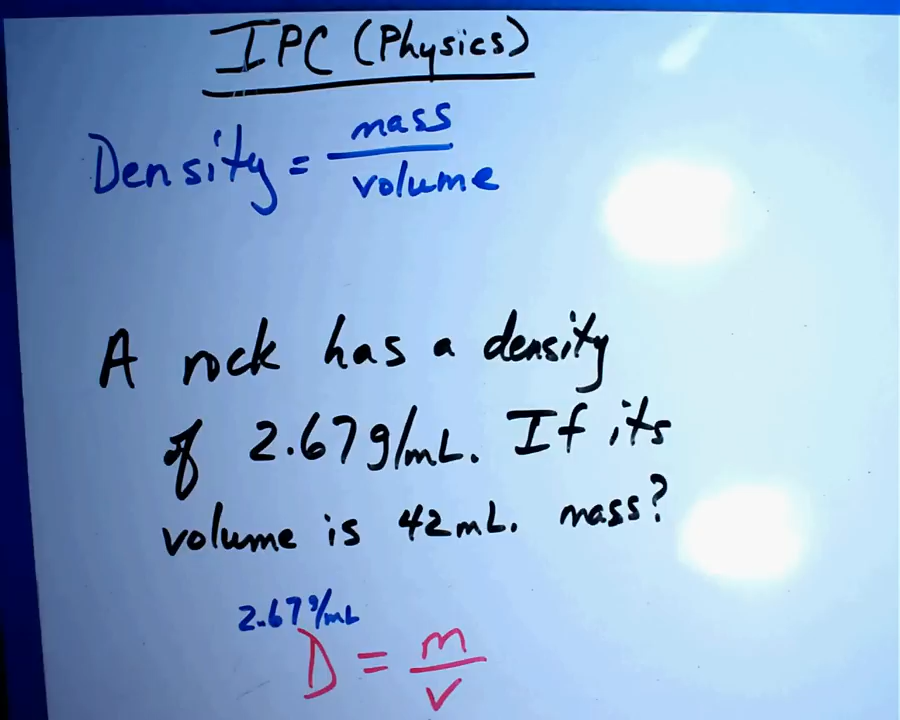 IPC (Physics)
Density = mass
volume
A rock has a density
of 2.67g/mL. If its
volume is 42mL. mass?
2.67g/mL
D = m
v